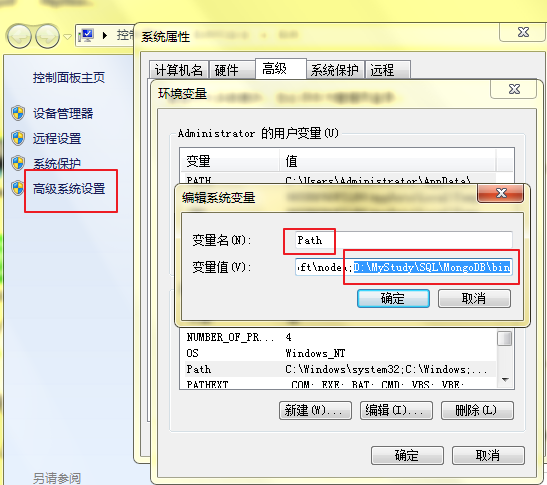 控
系统属性
控制面板主页
设备管理器
远程设置
系统保护
高级系统设置
另请参阅
计算机名
硬件
高级
系统保护
远程
环境变量
Administrator 的用户变量(U)
变量
值
PATH
C:\Users\Administrator\AppData\
编辑系统变量
变量名(N):
Path
变量值(V):
ft\nodes;D:\MyStudy\SQL\MongoDB\bin
确定
取消
NUMBER_OF_PR...
4
OS
Windows_NT
Path
C:\Windows\system32;C:\Windows;...
PATHEXT
.COM;.EXE;.BAT;.CMD;.VBS;.VBE;
新建(W)...
编辑(I)...
删除(L)
确定
取消